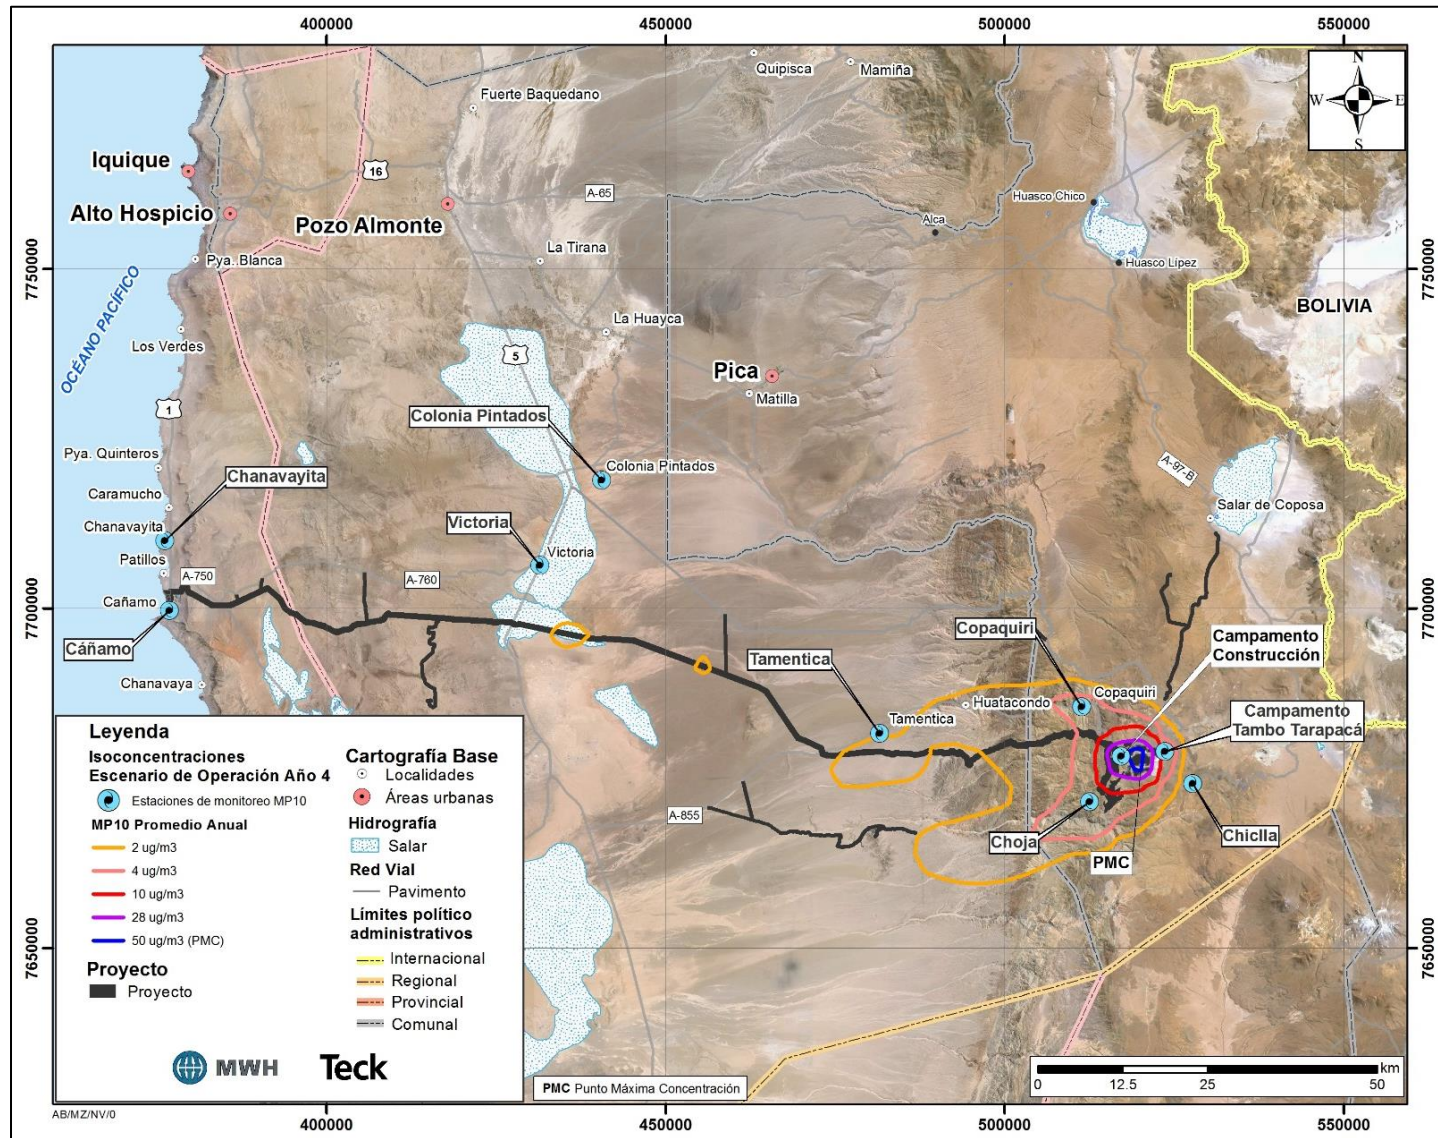 400000
450000
500000
550000
7750000
7700000
7650000
7750000
7700000
7650000
N
W
E
S
Quipisca
Mamiña
Fuerte Baquedano
Iquique
16
A-65
Huasco Chico
Alto Hospicio
Pozo Almonte
Alca
La Tirana
Pya. Blanca
Huasco Lípez
OCÉANO PACÍFICO
BOLIVIA
La Huayca
Los Verdes
5
Pica
Matilla
1
Colonia Pintados
Pya. Quinteros
Colonia Pintados
A-97-B
Chanavayita
Caramucho
Salar de Coposa
Chanavayita
Victoria
Victoria
Patillos
A-750
A-760
Cañamo
Copaquiri
Campamento
Construcción
Cáñamo
Tamentica
Chanavaya
Copaquiri
Huatacondo
Campamento
Tambo Tarapacá
Tamentica
A-855
Choja
Chiclla
PMC
Leyenda
Isoconcentraciones
Escenario de Operación Año 4
Estaciones de monitoreo MP10
MP10 Promedio Anual
2 ug/m3
4 ug/m3
10 ug/m3
28 ug/m3
50 ug/m3 (PMC)
Proyecto
Proyecto
Cartografía Base
Localidades
Áreas urbanas
Hidrografía
Salar
Red Vial
Pavimento
Límites político
administrativos
Internacional
Regional
Provincial
Comunal
MWH
Teck
PMC Punto Máxima Concentración
km
0
12.5
25
50
AB/MZ/NV/0
400000
450000
500000
550000